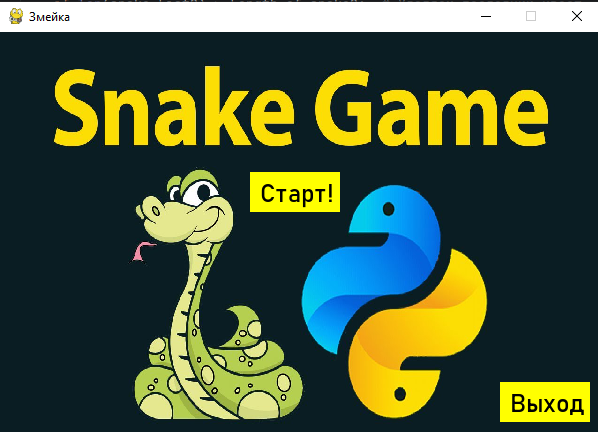 Змейка
Snake Game
Старт!
Выход